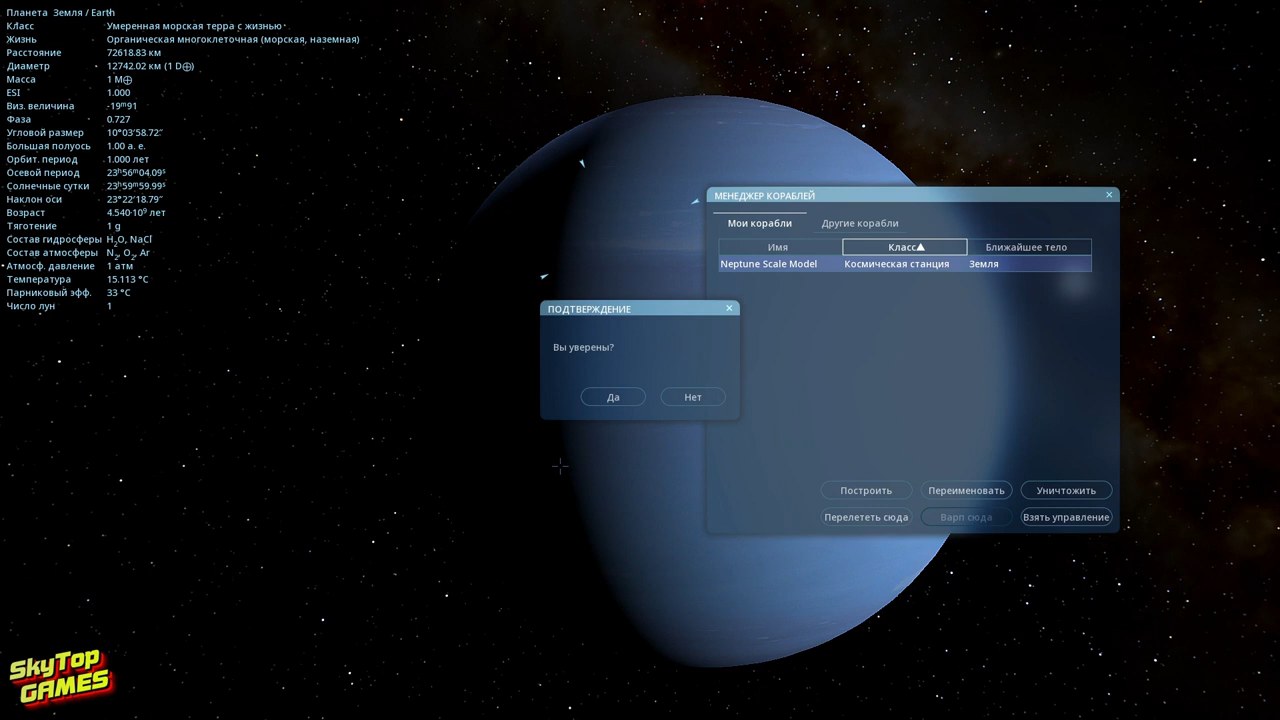 Планета Земля / Earth
Класс Умеренная морская терра с жизнью
Жизнь Органическая многоклеточная (морская, наземная)
Расстояние 72618.83 км
Диаметр 12742.02 км (1 D⊕)
Масса 1 M⊕
ESI 1.000
Виз. величина -19ᵐ91
Фаза 0.727
Угловой размер 10°03′58.72″
Большая полуось 1.00 а. е.
Орбит. период 1.000 лет
Осевой период 23ʰ56ᵐ04.09ˢ
Солнечные сутки 23ʰ59ᵐ59.99ˢ
Наклон оси 23°22′18.79″
Возраст 4.540·10⁹ лет
Тяготение 1 g
Состав гидросферы H₂O, NaCl
Состав атмосферы N₂, O₂, Ar
Атмосф. давление 1 атм
Температура 15.113 °C
Парниковый эфф. 33 °C
Число лун 1
МЕНЕДЖЕР КОРАБЛЕЙ
Мои корабли Другие корабли
Имя Класс▲ Ближайшее тело
Neptune Scale Model Космическая станция Земля
ПОДТВЕРЖДЕНИЕ
Вы уверены?
Да Нет
Построить Переименовать Уничтожить
Перелететь сюда Варп сюда Взять управление
SkyTop
GAMES